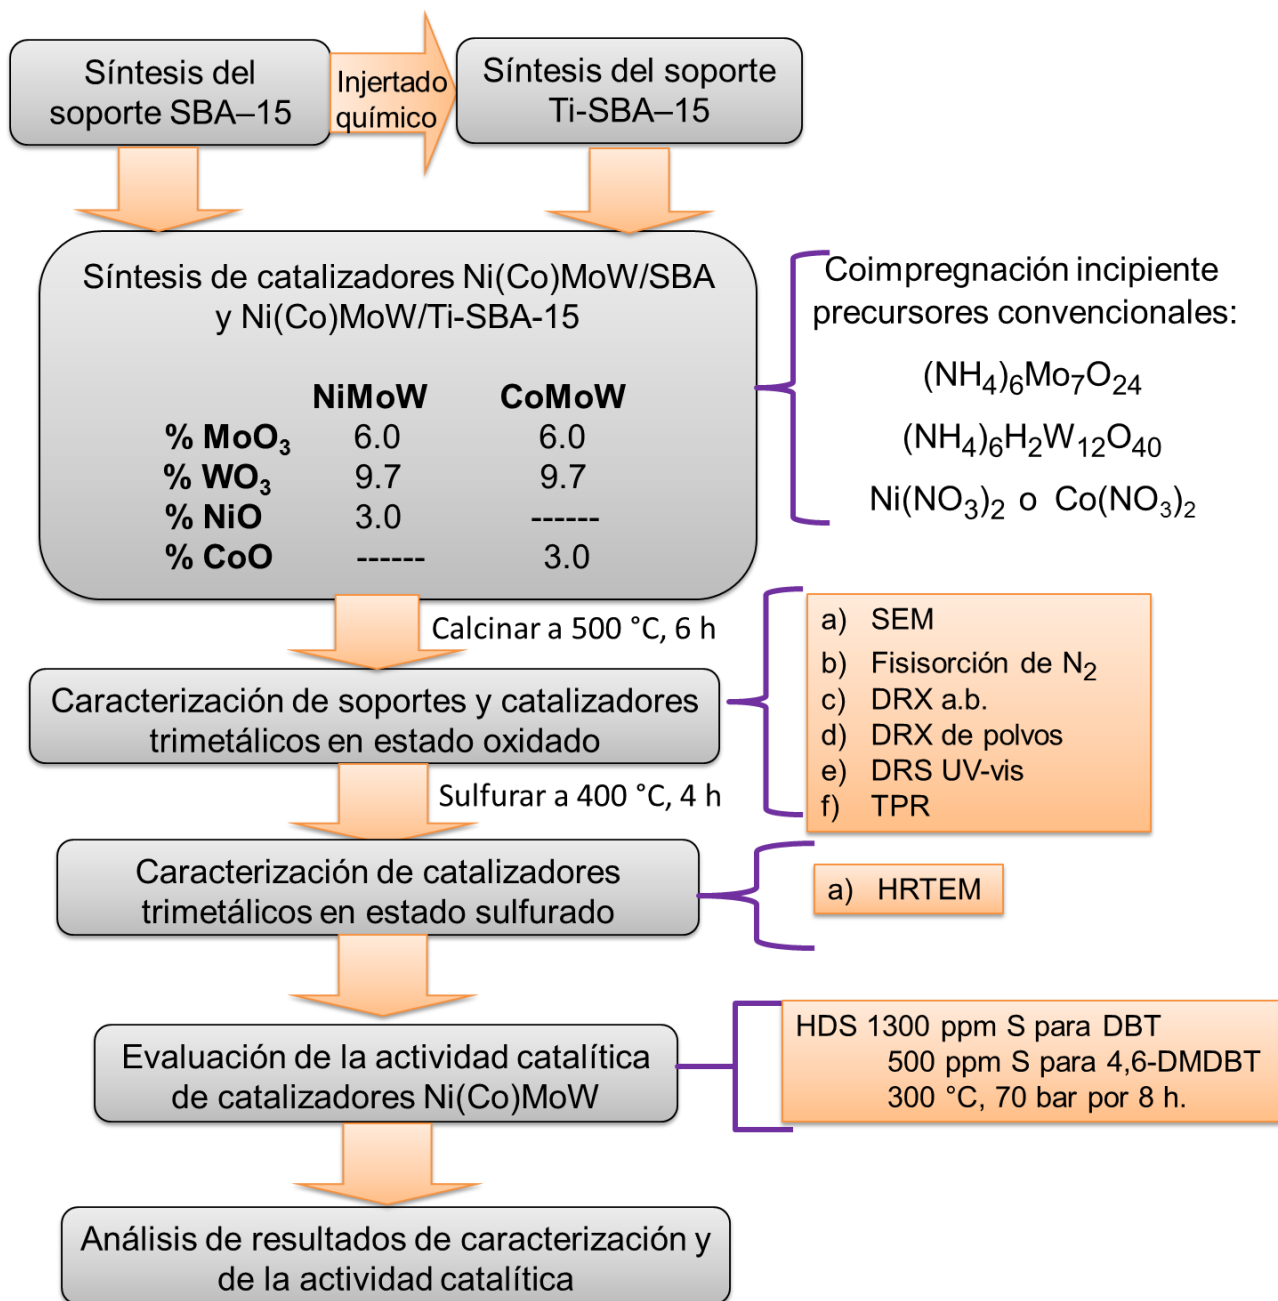 Síntesis del
soporte SBA–15
Injertado
químico
Síntesis del soporte
Ti-SBA–15
Síntesis de catalizadores Ni(Co)MoW/SBA
y Ni(Co)MoW/Ti-SBA-15
NiMoW CoMoW
% MoO₃ 6.0 6.0
% WO₃ 9.7 9.7
% NiO 3.0 ------
% CoO ------ 3.0
Coimpregnación incipiente
precursores convencionales:
(NH₄)₆Mo₇O₂₄
(NH₄)₆H₂W₁₂O₄₀
Ni(NO₃)₂ o Co(NO₃)₂
Calcinar a 500 °C, 6 h
Caracterización de soportes y catalizadores
trimetálicos en estado oxidado
a) SEM
b) Fisisorción de N₂
c) DRX a.b.
d) DRX de polvos
e) DRS UV-vis
f) TPR
Sulfurar a 400 °C, 4 h
Caracterización de catalizadores
trimetálicos en estado sulfurado
a) HRTEM
Evaluación de la actividad catalítica
de catalizadores Ni(Co)MoW
HDS 1300 ppm S para DBT
500 ppm S para 4,6-DMDBT
300 °C, 70 bar por 8 h.
Análisis de resultados de caracterización y
de la actividad catalítica